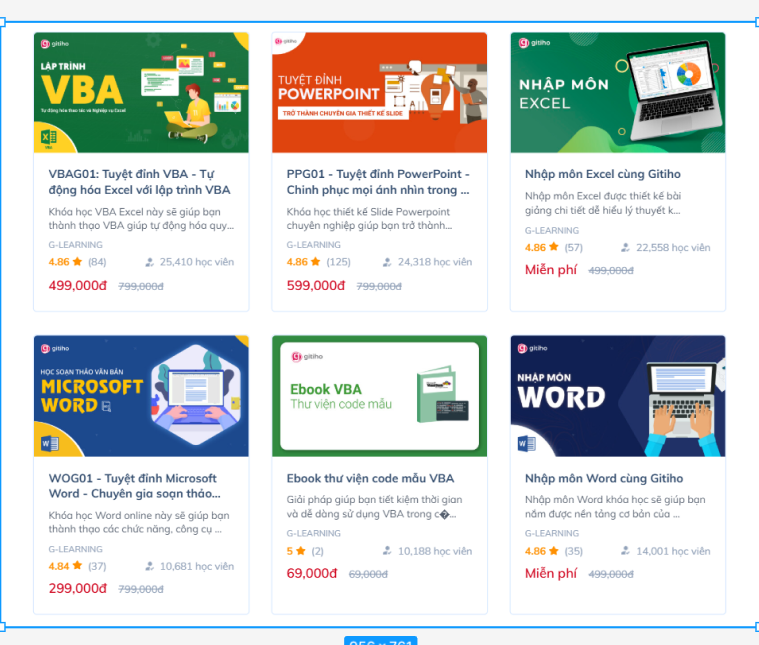 gitiho
LẬP TRÌNH
VBA
Tự động hóa thao tác và Nghiệp vụ Excel
VBAG01: Tuyệt đỉnh VBA - Tự
động hóa Excel với lập trình VBA
Khóa học VBA Excel này sẽ giúp bạn
thành thạo VBA giúp tự động hóa quy...
G-LEARNING
4.86 ★ (84) 25,410 học viên
499,000đ 799,000đ
gitiho
TUYỆT ĐỈNH
POWERPOINT
TRỞ THÀNH CHUYÊN GIA THIẾT KẾ SLIDE
PPG01 - Tuyệt đỉnh PowerPoint -
Chinh phục mọi ánh nhìn trong ...
Khóa học thiết kế Slide Powerpoint
chuyên nghiệp giúp bạn trở thành...
G-LEARNING
4.86 ★ (125) 24,318 học viên
599,000đ 799,000đ
gitiho
NHẬP MÔN
EXCEL
Nhập môn Excel cùng Gitiho
Nhập môn Excel được thiết kế bài
giảng chi tiết dễ hiểu lý thuyết k...
G-LEARNING
4.86 ★ (57) 22,558 học viên
Miễn phí 499,000đ
gitiho
HỌC SOẠN THẢO VĂN BẢN
MICROSOFT
WORD
WOG01 - Tuyệt đỉnh Microsoft
Word - Chuyên gia soạn thảo...
Khóa học Word online này sẽ giúp bạn
thành thạo các chức năng, công cụ ...
G-LEARNING
4.84 ★ (37) 10,681 học viên
299,000đ 799,000đ
gitiho
Ebook VBA
Thư viện code mẫu
Ebook thư viện code mẫu VBA
Giải pháp giúp bạn tiết kiệm thời gian
và dễ dàng sử dụng VBA trong c�...
G-LEARNING
5 ★ (2) 10,188 học viên
69,000đ 69,000đ
gitiho
NHẬP MÔN
WORD
Nhập môn Word cùng Gitiho
Nhập môn Word khóa học sẽ giúp bạn
nắm được nền tảng cơ bản của ...
G-LEARNING
4.86 ★ (35) 14,001 học viên
Miễn phí 499,000đ